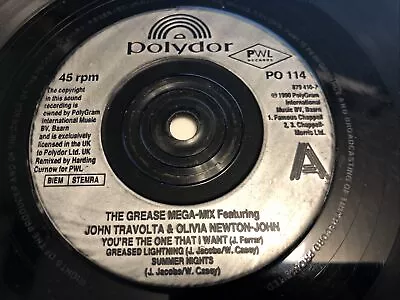 polydor
PWL
RECORDS
45 rpm
PO 114
The copyright
in this sound
recording is
owned by PolyGram
International Music
BV, Baarn
and is exclusively
licensed in the UK
to Polydor Ltd. UK
Remixed by Harding
Curnow for PWL
BIEM
STEMRA
879 410-7
℗ 1990 PolyGram
International
Music BV, Baarn
1. Famous Chappell
2, 3. Chappell-
Morris Ltd.
A
THE GREASE MEGA-MIX Featuring
JOHN TRAVOLTA & OLIVIA NEWTON-JOHN
YOU'RE THE ONE THAT I WANT (J. Farrar)
GREASED LIGHTNING (J. Jacobs/W. Casey)
SUMMER NIGHTS
(J. Jacobs/W. Casey)